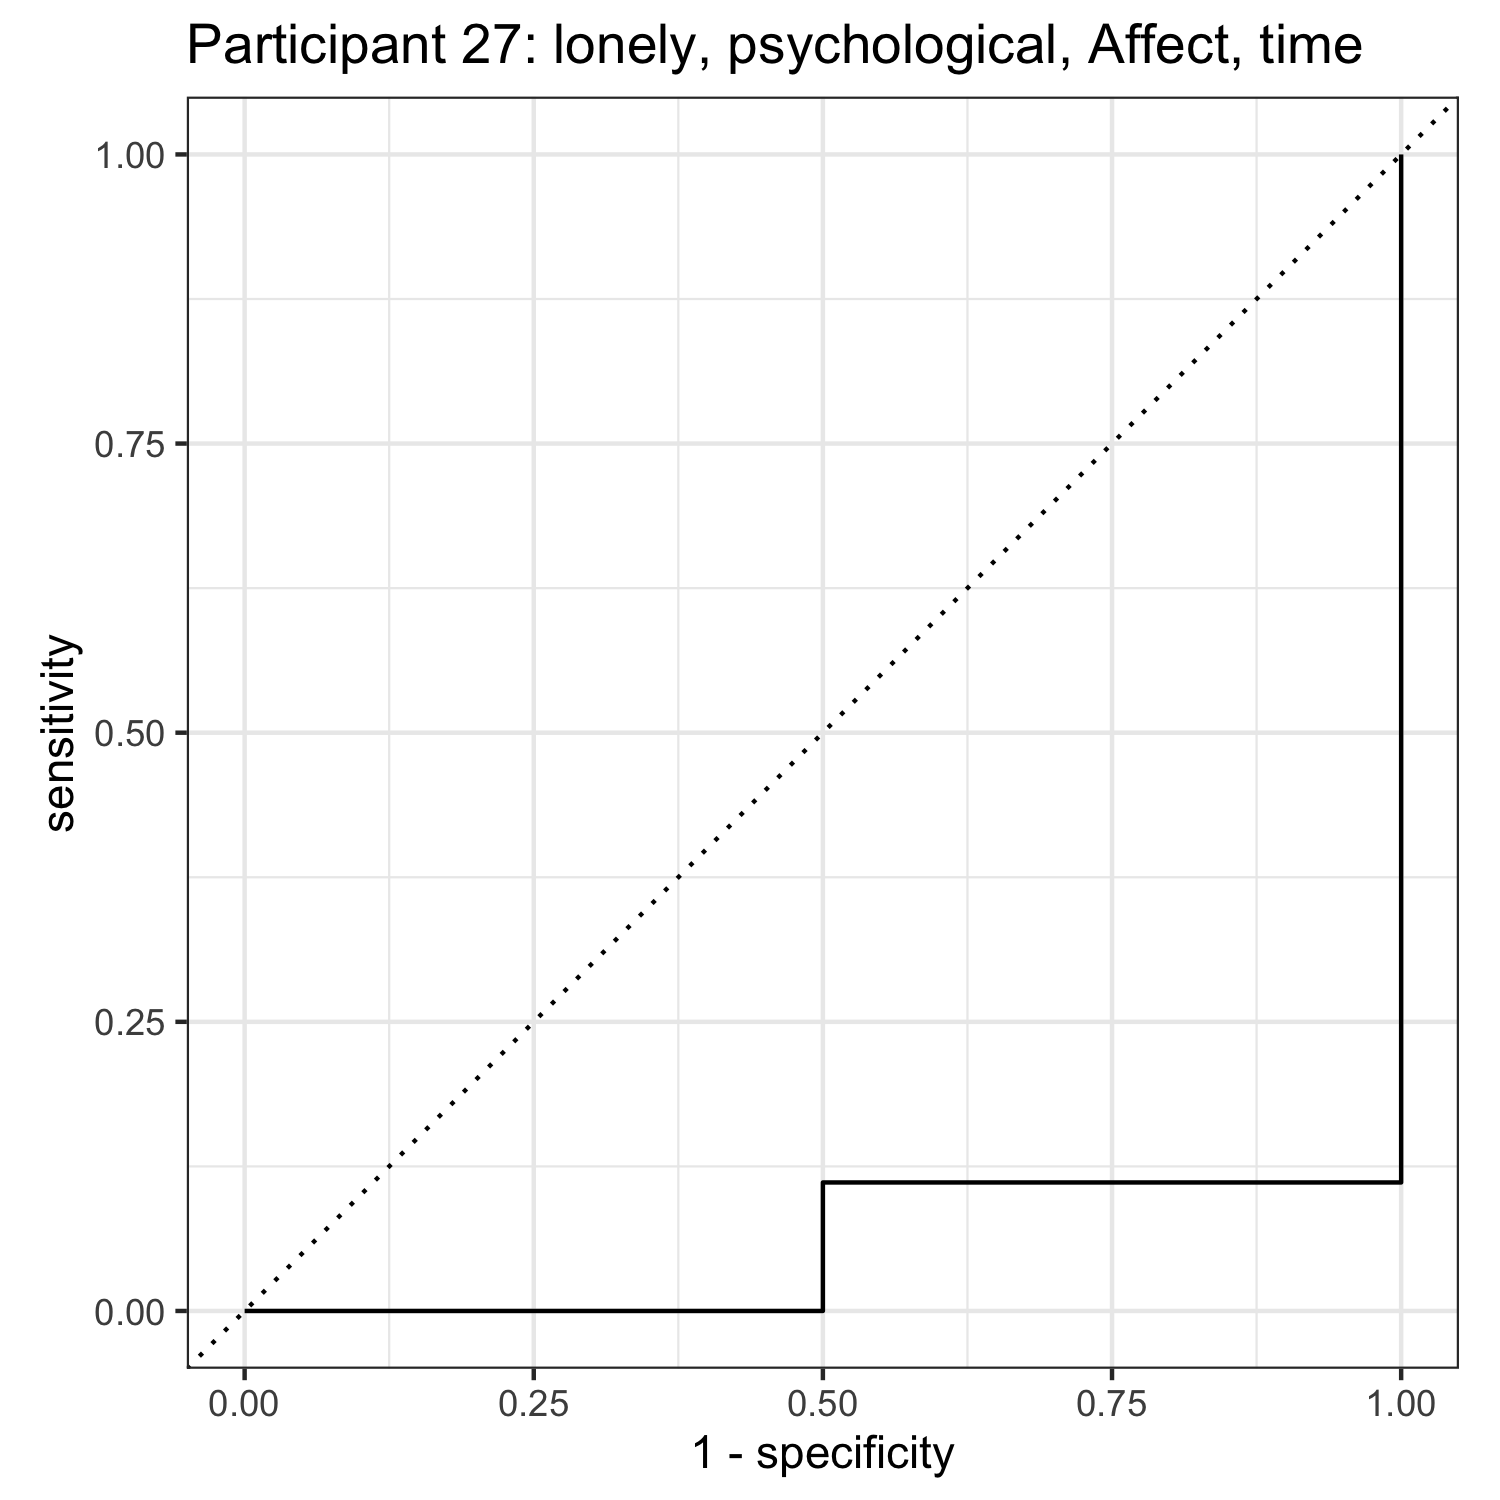 Participant 27: lonely, psychological, Affect, time
1.00
0.75
0.50
0.25
0.00
sensitivity
0.00 0.25 0.50 0.75 1.00
1 - specificity